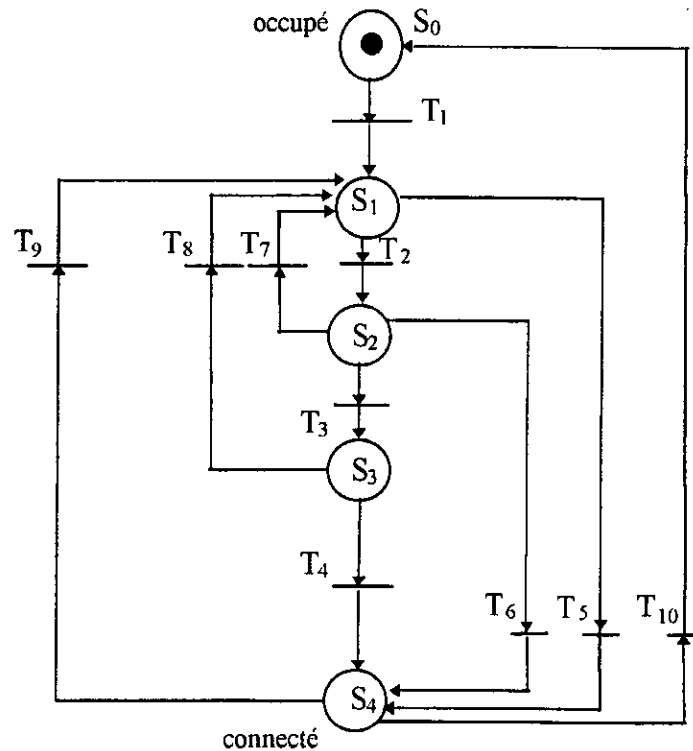 occupé
S₀
T₁
S₁
T₉
T₈
T₇
T₂
S₂
T₃
S₃
T₄
T₆
T₅
T₁₀
S₄
connecté